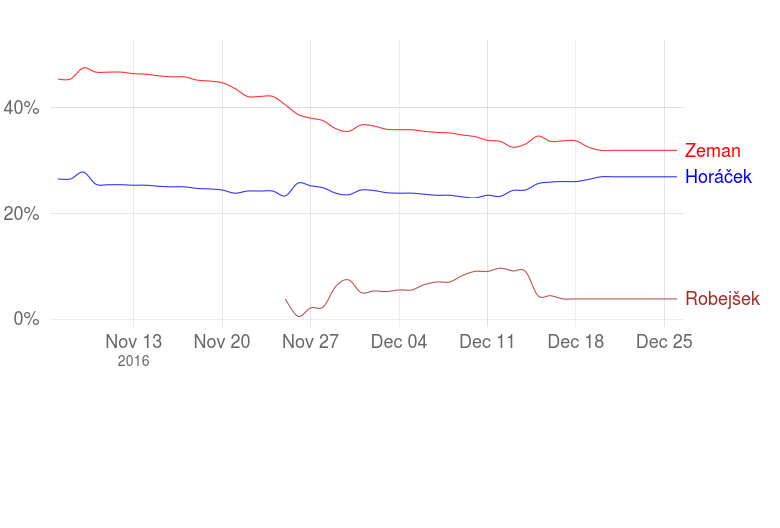 40%
20%
0%
Zeman
Horáček
Robejšek
Nov 13 Nov 20 Nov 27 Dec 04 Dec 11 Dec 18 Dec 25
2016